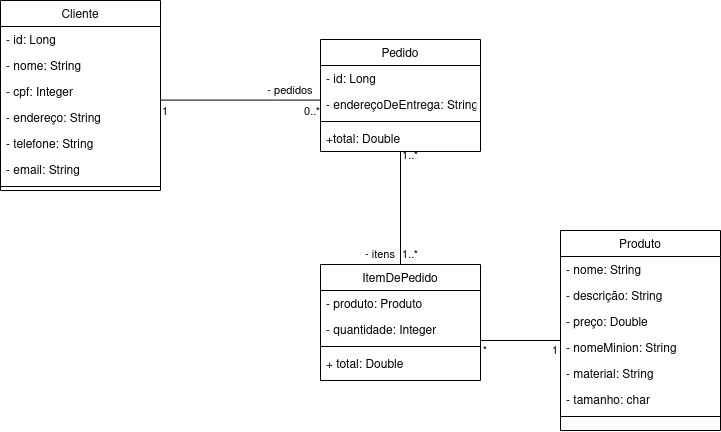 Cliente
- id: Long
- nome: String
- cpf: Integer
- endereço: String
- telefone: String
- email: String
1
- pedidos
0..*
Pedido
- id: Long
- endereçoDeEntrega: String
+total: Double
1..*
- itens
1..*
ItemDePedido
- produto: Produto
- quantidade: Integer
+ total: Double
*
1
Produto
- nome: String
- descrição: String
- preço: Double
- nomeMinion: String
- material: String
- tamanho: char